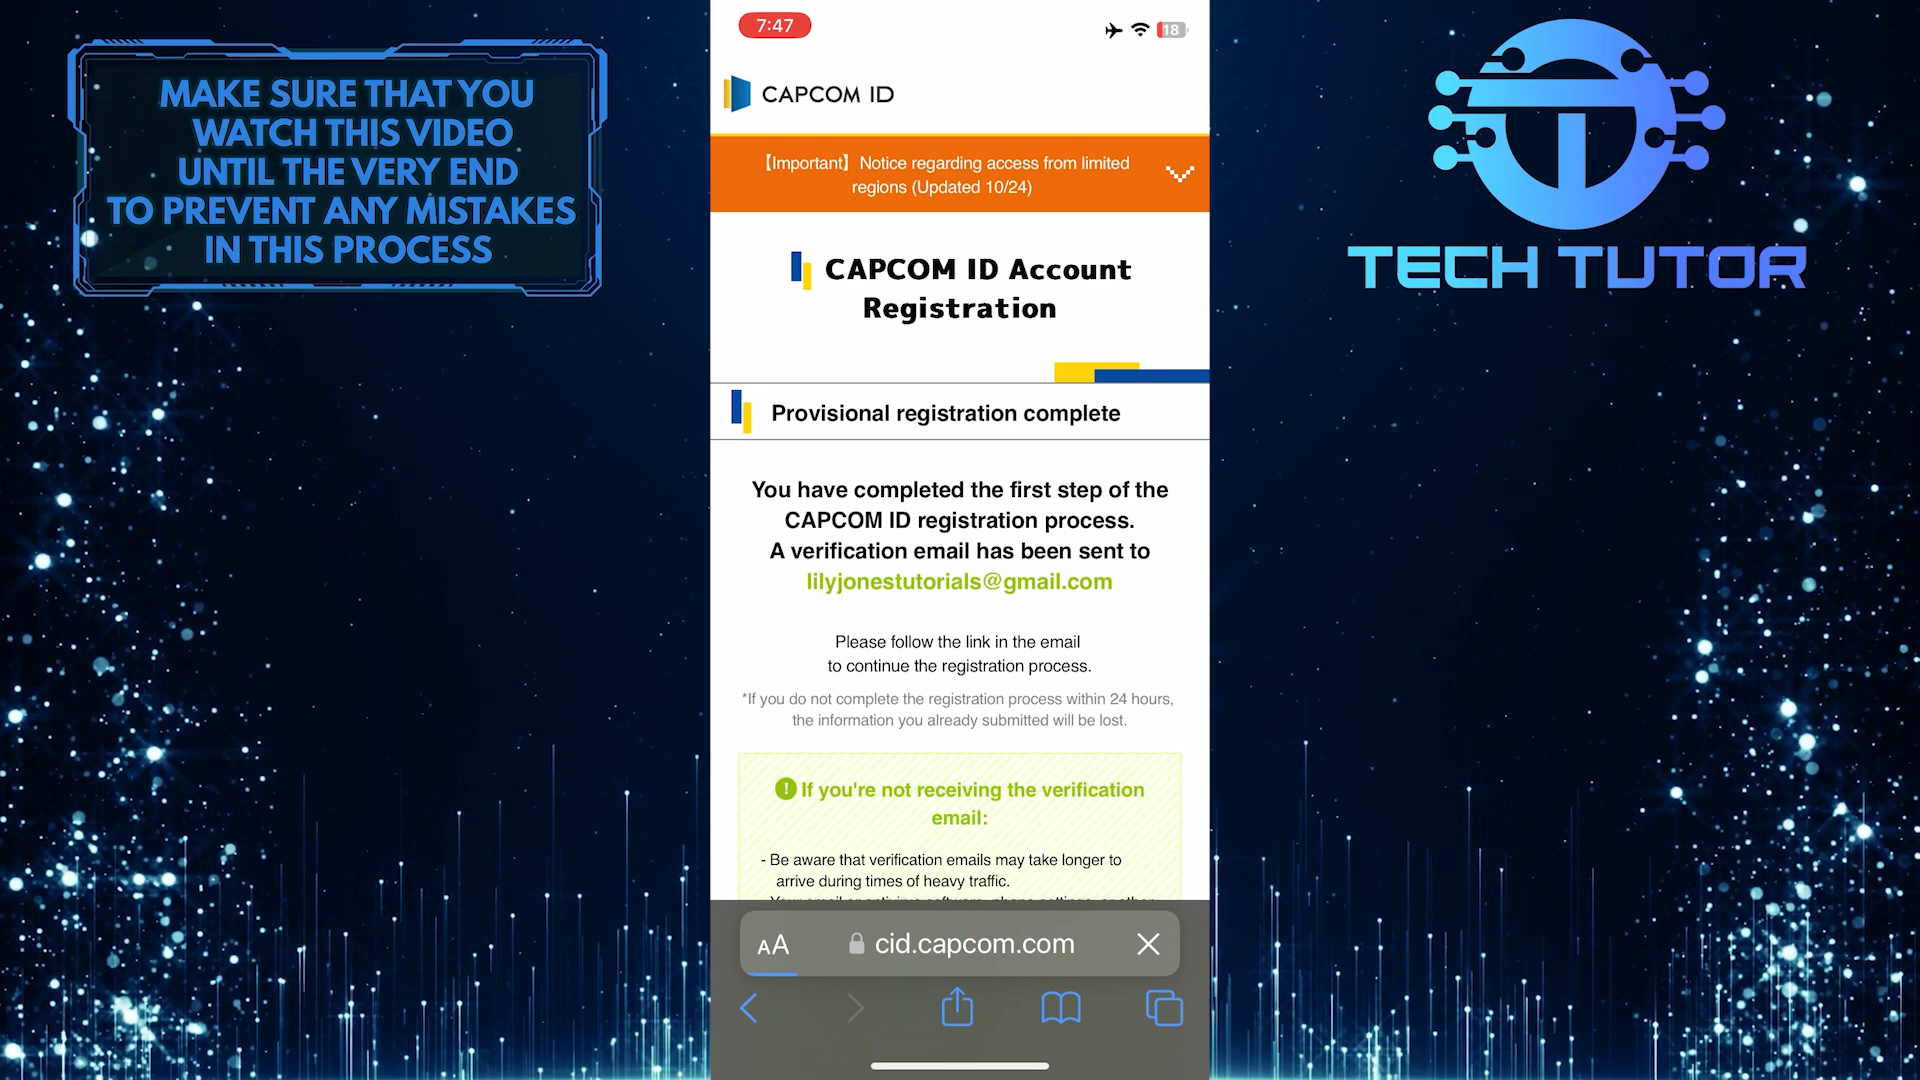 MAKE SURE THAT YOU
WATCH THIS VIDEO
UNTIL THE VERY END
TO PREVENT ANY MISTAKES
IN THIS PROCESS
7:47
18
CAPCOM ID
【Important】 Notice regarding access from limited
regions (Updated 10/24)
CAPCOM ID Account
Registration
Provisional registration complete
You have completed the first step of the
CAPCOM ID registration process.
A verification email has been sent to
lilyjonestutorials@gmail.com
Please follow the link in the email
to continue the registration process.
*If you do not complete the registration process within 24 hours,
the information you already submitted will be lost.
If you're not receiving the verification
email:
- Be aware that verification emails may take longer to
arrive during times of heavy traffic.
AA
cid.capcom.com
TECH TUTOR